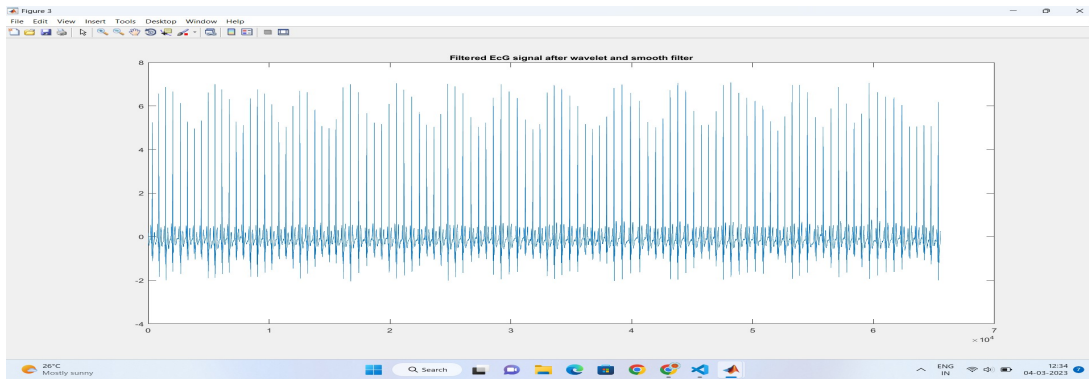 Figure 3
File Edit View Insert Tools Desktop Window Help
Filtered EcG signal after wavelet and smooth filter
8
6
4
2
0
-2
-4
0 1 2 3 4 5 6 7
×10⁴
26°C
Mostly sunny
Search
ENG
IN
12:34
04-03-2023